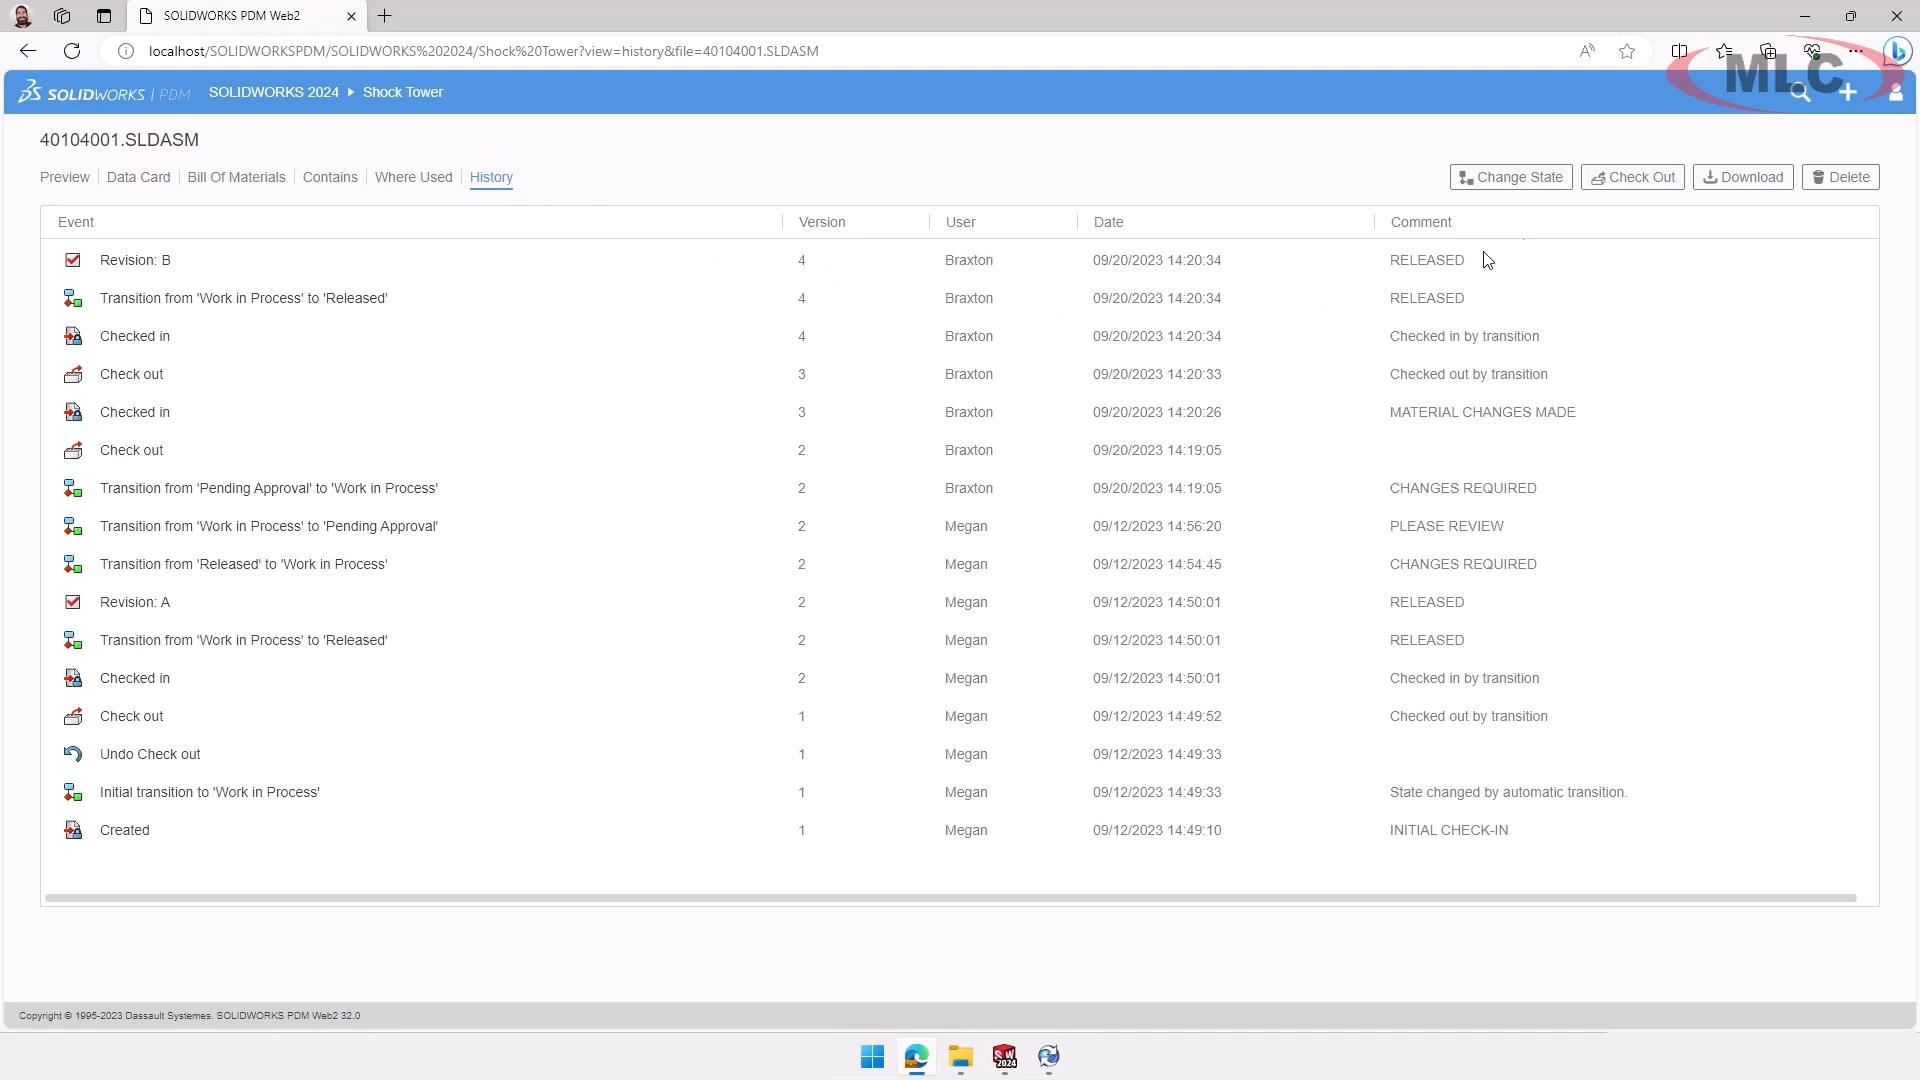 SOLIDWORKS PDM Web2
localhost/SOLIDWORKSPDM/SOLIDWORKS%202024/Shock%20Tower?view=history&file=40104001.SLDASM
MLC
SOLIDWORKS | PDM SOLIDWORKS 2024 Shock Tower
40104001.SLDASM
Preview Data Card Bill Of Materials Contains Where Used History Change State Check Out Download Delete
Event Version User Date Comment
Revision: B 4 Braxton 09/20/2023 14:20:34 RELEASED
Transition from 'Work in Process' to 'Released' 4 Braxton 09/20/2023 14:20:34 RELEASED
Checked in 4 Braxton 09/20/2023 14:20:34 Checked in by transition
Check out 3 Braxton 09/20/2023 14:20:33 Checked out by transition
Checked in 3 Braxton 09/20/2023 14:20:26 MATERIAL CHANGES MADE
Check out 2 Braxton 09/20/2023 14:19:05
Transition from 'Pending Approval' to 'Work in Process' 2 Braxton 09/20/2023 14:19:05 CHANGES REQUIRED
Transition from 'Work in Process' to 'Pending Approval' 2 Megan 09/12/2023 14:56:20 PLEASE REVIEW
Transition from 'Released' to 'Work in Process' 2 Megan 09/12/2023 14:54:45 CHANGES REQUIRED
Revision: A 2 Megan 09/12/2023 14:50:01 RELEASED
Transition from 'Work in Process' to 'Released' 2 Megan 09/12/2023 14:50:01 RELEASED
Checked in 2 Megan 09/12/2023 14:50:01 Checked in by transition
Check out 1 Megan 09/12/2023 14:49:52 Checked out by transition
Undo Check out 1 Megan 09/12/2023 14:49:33
Initial transition to 'Work in Process' 1 Megan 09/12/2023 14:49:33 State changed by automatic transition.
Created 1 Megan 09/12/2023 14:49:10 INITIAL CHECK-IN
Copyright © 1995-2023 Dassault Systemes. SOLIDWORKS PDM Web2 32.0
SW 2024